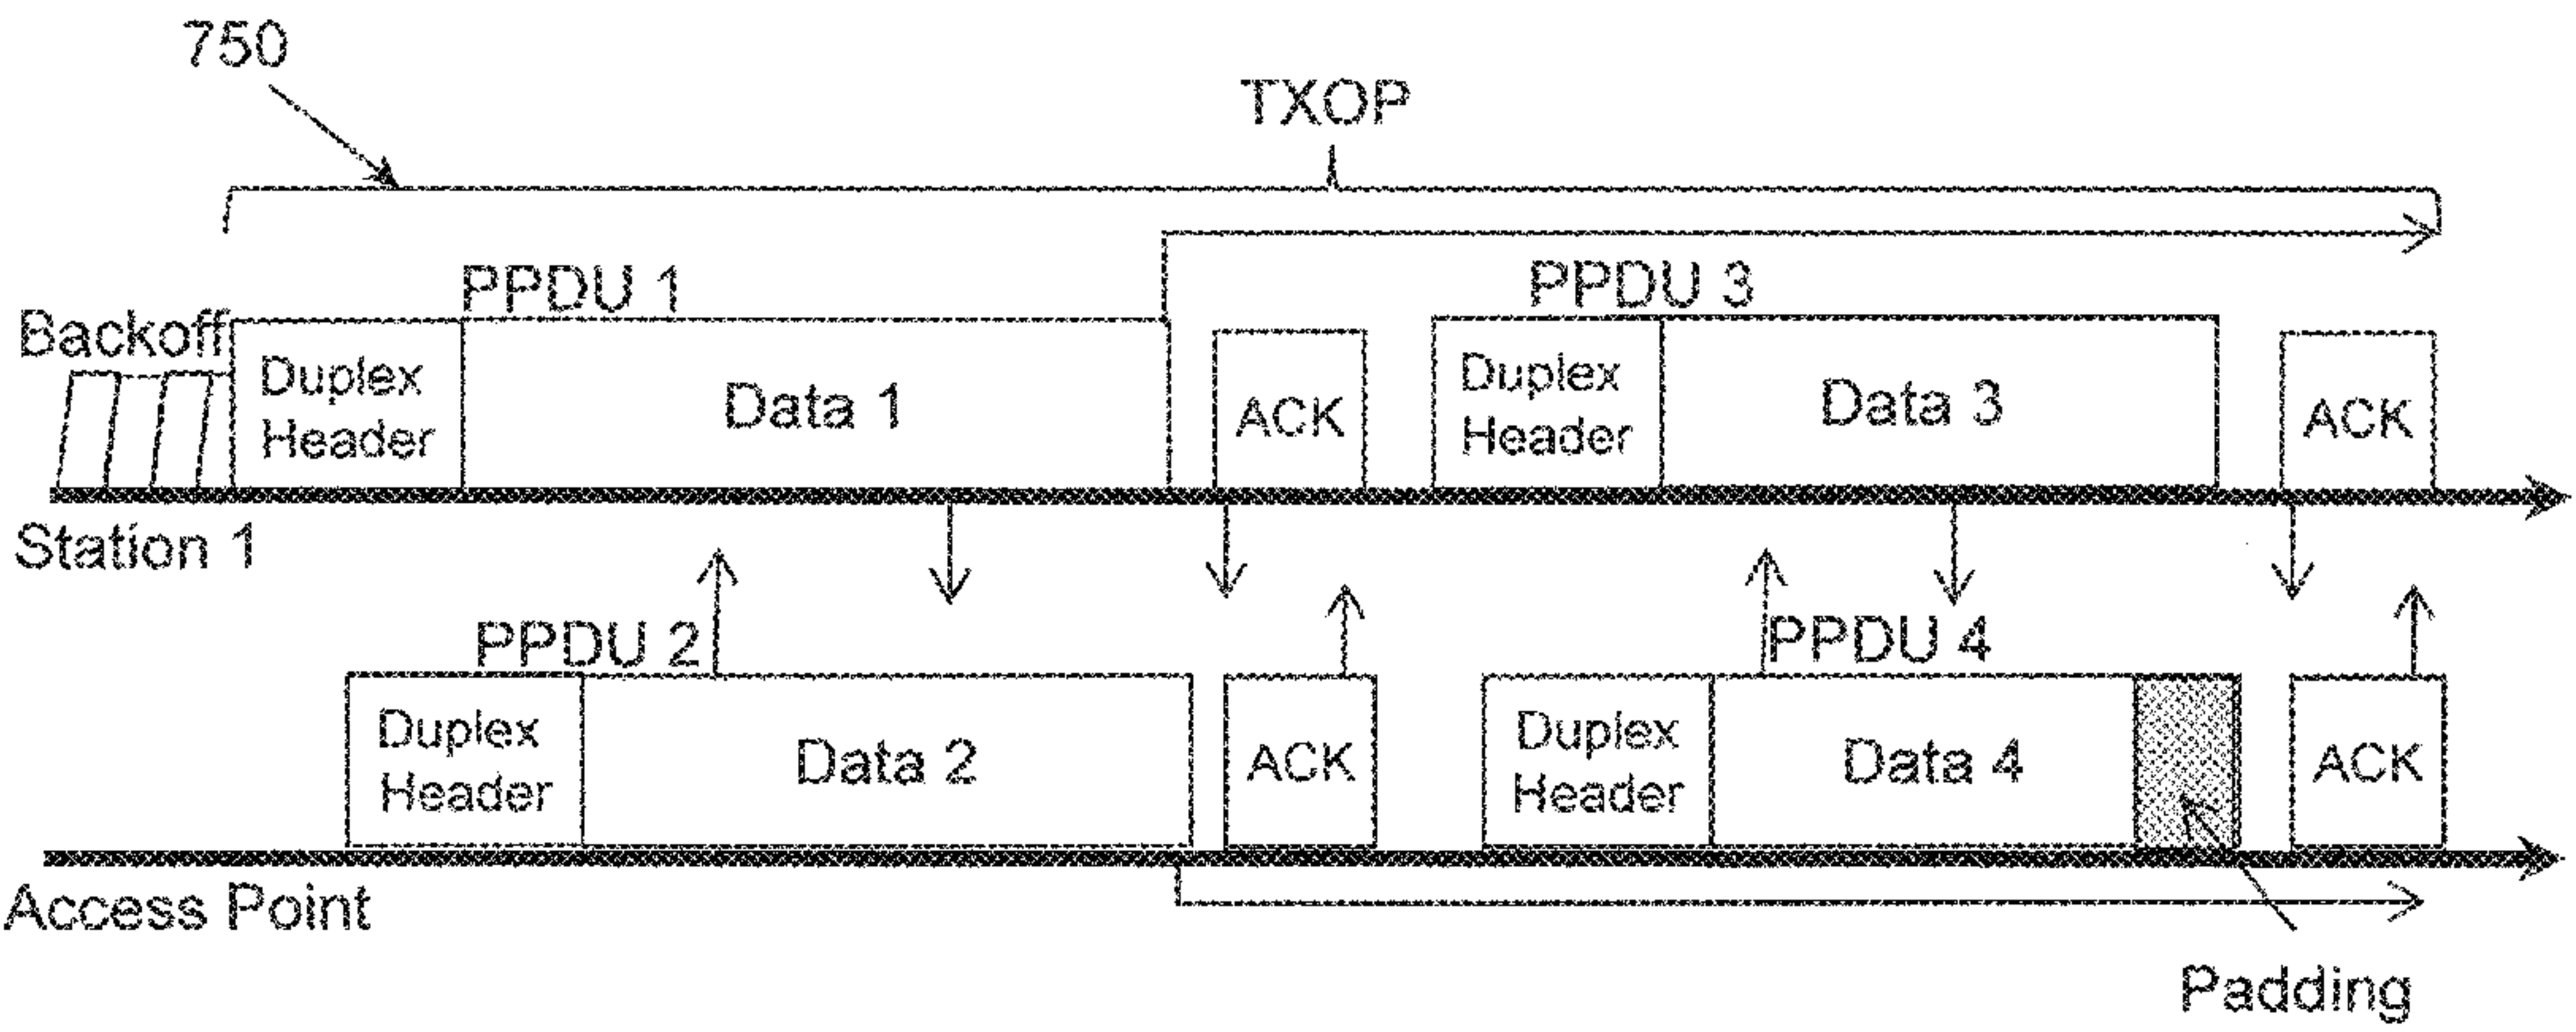 750
TXOP
PPDU 1
PPDU 3
Backoff
Duplex
Header
Data 1
ACK
Duplex
Header
Data 3
ACK
Station 1
PPDU 2
PPDU 4
Duplex
Header
Data 2
ACK
Duplex
Header
Data 4
ACK
Access Point
Padding